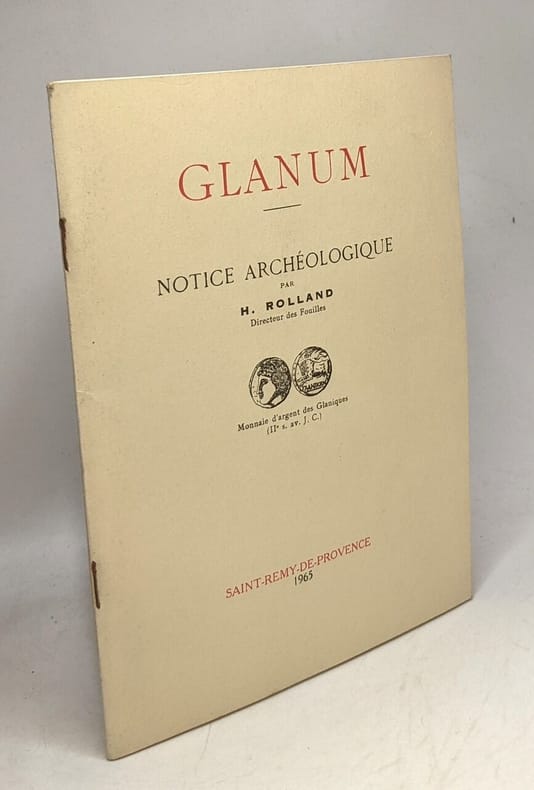 GLANUM
NOTICE ARCHÉOLOGIQUE
PAR
H. ROLLAND
Directeur des Fouilles
Monnaie d'argent des Glaniques
(IIe s. av. J. C.)
SAINT-REMY-DE-PROVENCE
1965